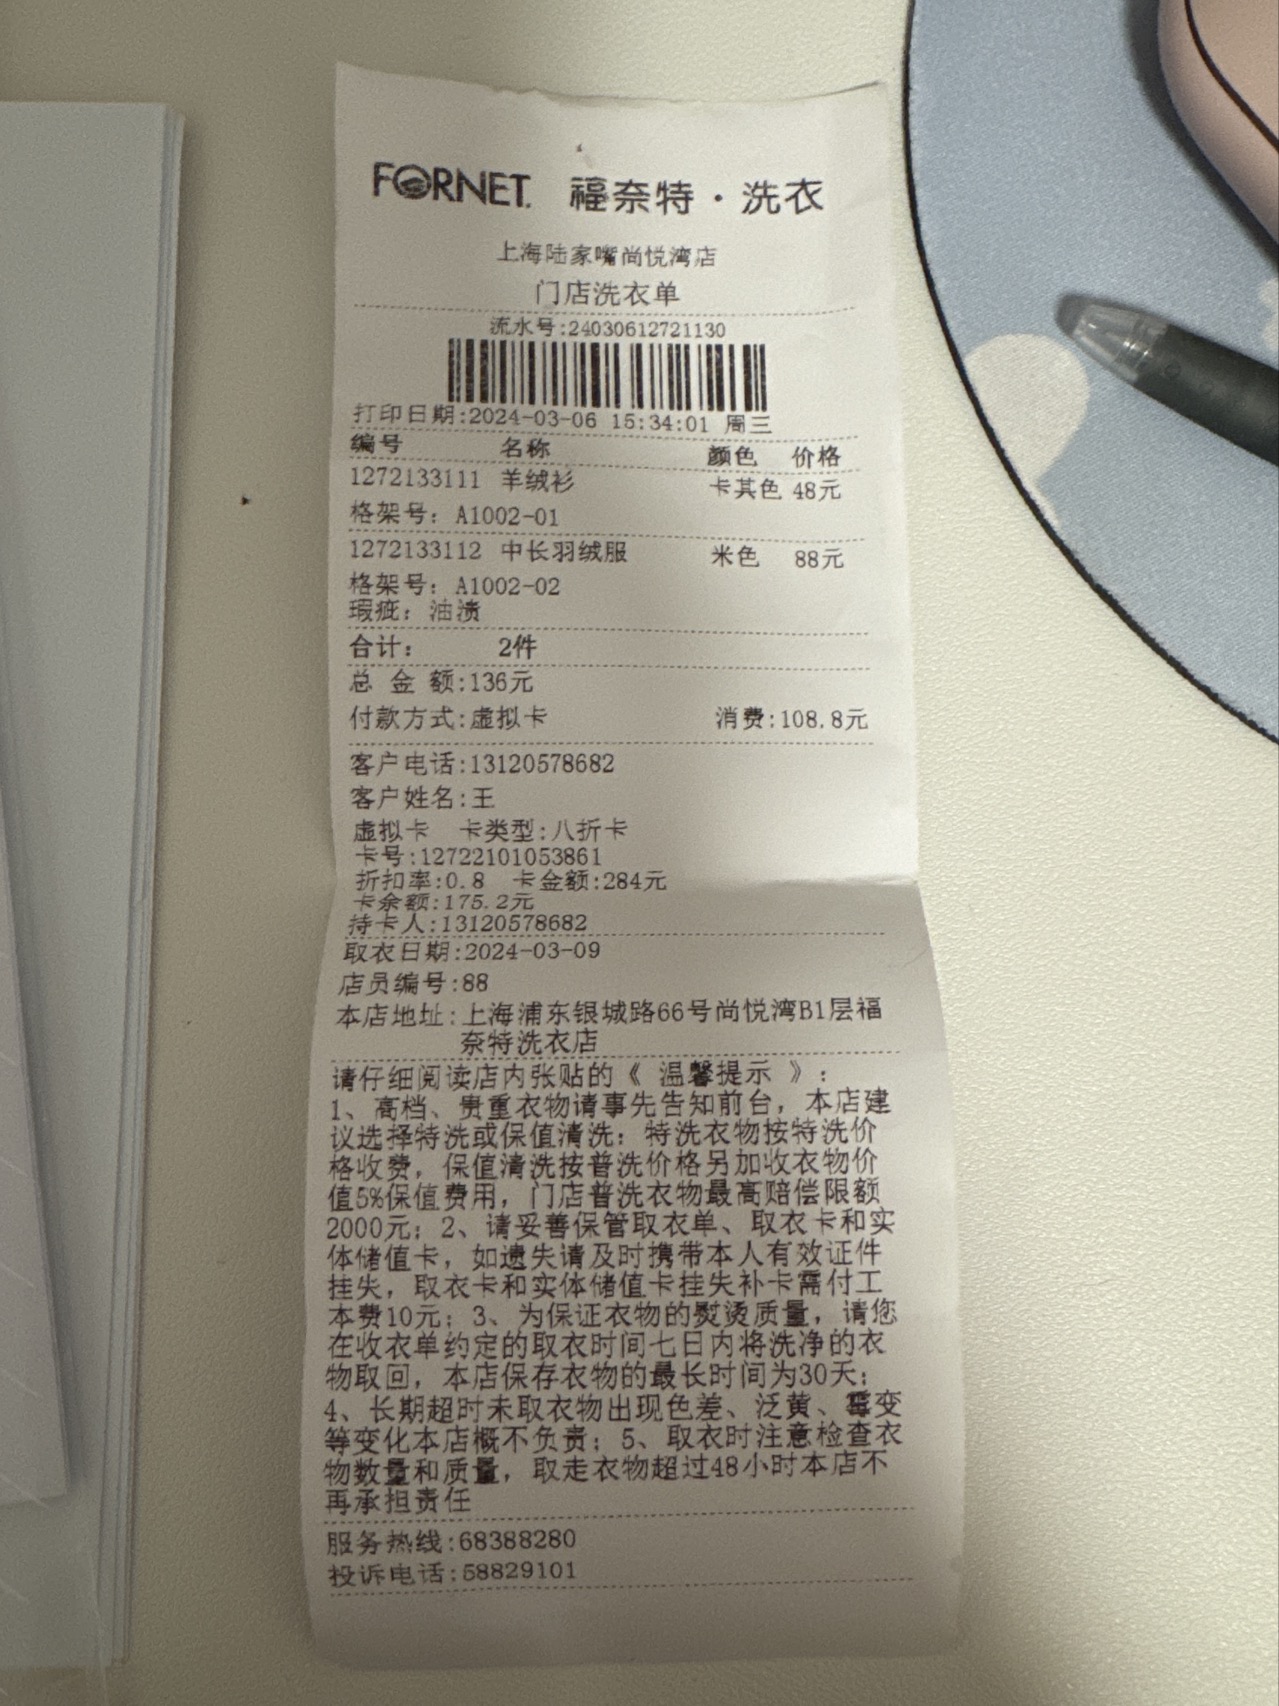 FORNET. 福奈特·洗衣
上海陆家嘴尚悦湾店
门店洗衣单
流水号:24030612721130
打印日期:2024-03-06 15:34:01 周三
编号 名称 颜色 价格
1272133111 羊绒衫 卡其色 48元
格架号: A1002-01
1272133112 中长羽绒服 米色 88元
格架号: A1002-02
瑕疵: 油渍
合计: 2件
总 金 额:136元
付款方式:虚拟卡 消费:108.8元
客户电话:13120578682
客户姓名:王
虚拟卡 卡类型:八折卡
卡号:12722101053861
折扣率:0.8 卡金额:284元
卡余额:175.2元
持卡人:13120578682
取衣日期:2024-03-09
店员编号:88
本店地址:上海浦东银城路66号尚悦湾B1层福
奈特洗衣店
请仔细阅读店内张贴的《 温馨提示 》:
1、高档、贵重衣物请事先告知前台，本店建
议选择特洗或保值清洗: 特洗衣物按特洗价
格收费，保值清洗按普洗价格另加收衣物价
值5%保值费用，门店普洗衣物最高赔偿限额
2000元; 2、请妥善保管取衣单、取衣卡和实
体储值卡，如遗失请及时携带本人有效证件
挂失，取衣卡和实体储值卡挂失补卡需付工
本费10元; 3、为保证衣物的熨烫质量，请您
在收衣单约定的取衣时间七日内将洗净的衣
物取回，本店保存衣物的最长时间为30天;
4、长期超时未取衣物出现色差、泛黄、霉变
等变化本店概不负责; 5、取衣时注意检查衣
物数量和质量，取走衣物超过48小时本店不
再承担责任
服务热线:68388280
投诉电话:58829101